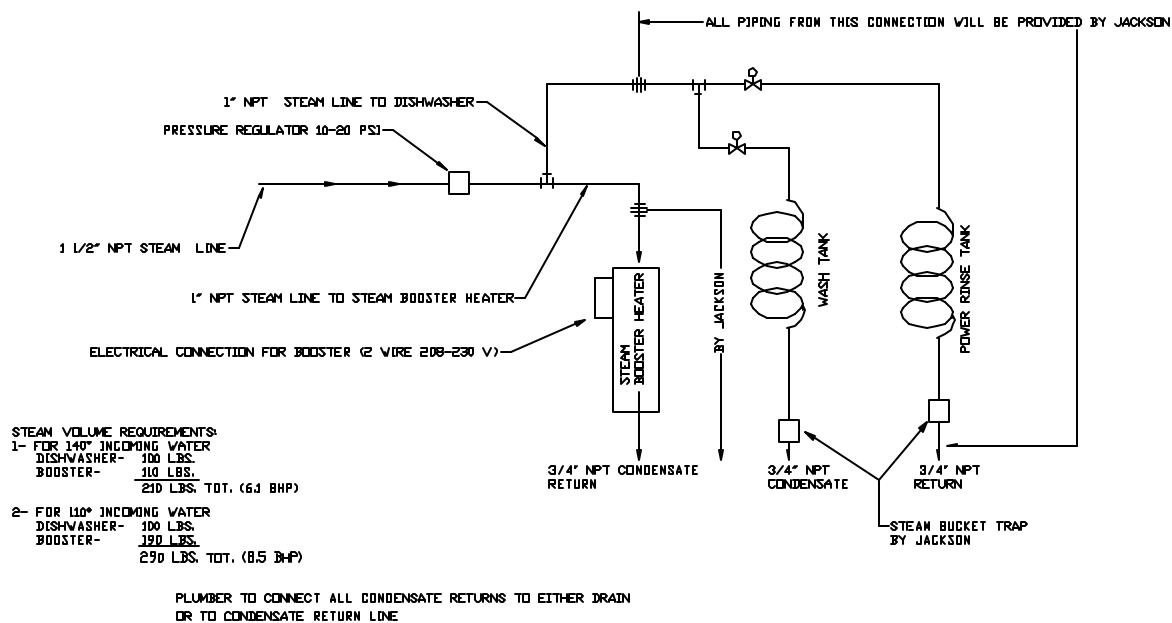 ALL PIPING FROM THIS CONNECTION WILL BE PROVIDED BY JACKSON
1" NPT STEAM LINE TO DISHWASHER
PRESSURE REGULATOR 10-20 PSI
1 1/2" NPT STEAM LINE
1" NPT STEAM LINE TO STEAM BOOSTER HEATER
ELECTRICAL CONNECTION FOR BOOSTER (2 WIRE 208-230 V)
STEAM
BOOSTER HEATER
BY JACKSON
WASH TANK
POWER RINSE TANK
STEAM VOLUME REQUIREMENTS:
1- FOR 140° INCOMING WATER
DISHWASHER- 100 LBS.
BOOSTER- 110 LBS.
210 LBS. TOT. (6.1 BHP)
2- FOR 110° INCOMING WATER
DISHWASHER- 100 LBS.
BOOSTER- 190 LBS.
290 LBS. TOT. (8.5 BHP)
3/4" NPT CONDENSATE
RETURN
3/4" NPT
CONDENSATE
3/4" NPT
RETURN
STEAM BUCKET TRAP
BY JACKSON
PLUMBER TO CONNECT ALL CONDENSATE RETURNS TO EITHER DRAIN
OR TO CONDENSATE RETURN LINE